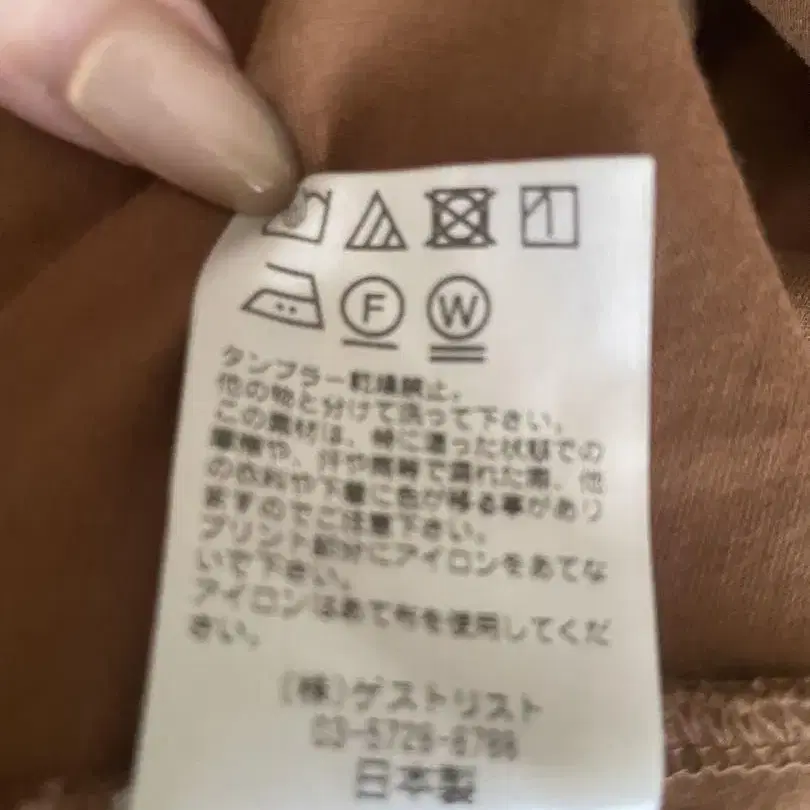 F W
タンブラー乾燥禁止。
他の物と分けて洗って下さい。
この素材は、特に湿った状態での
摩擦や、汗や雨等で濡れた際、他
の衣料や下着に色が移る事があり
ますのでご注意下さい。
プリント部分にアイロンをあてな
いで下さい。
アイロンはあて布を使用してくだ
さい。
(株)ゲストリスト
03-5728-8788
日本製